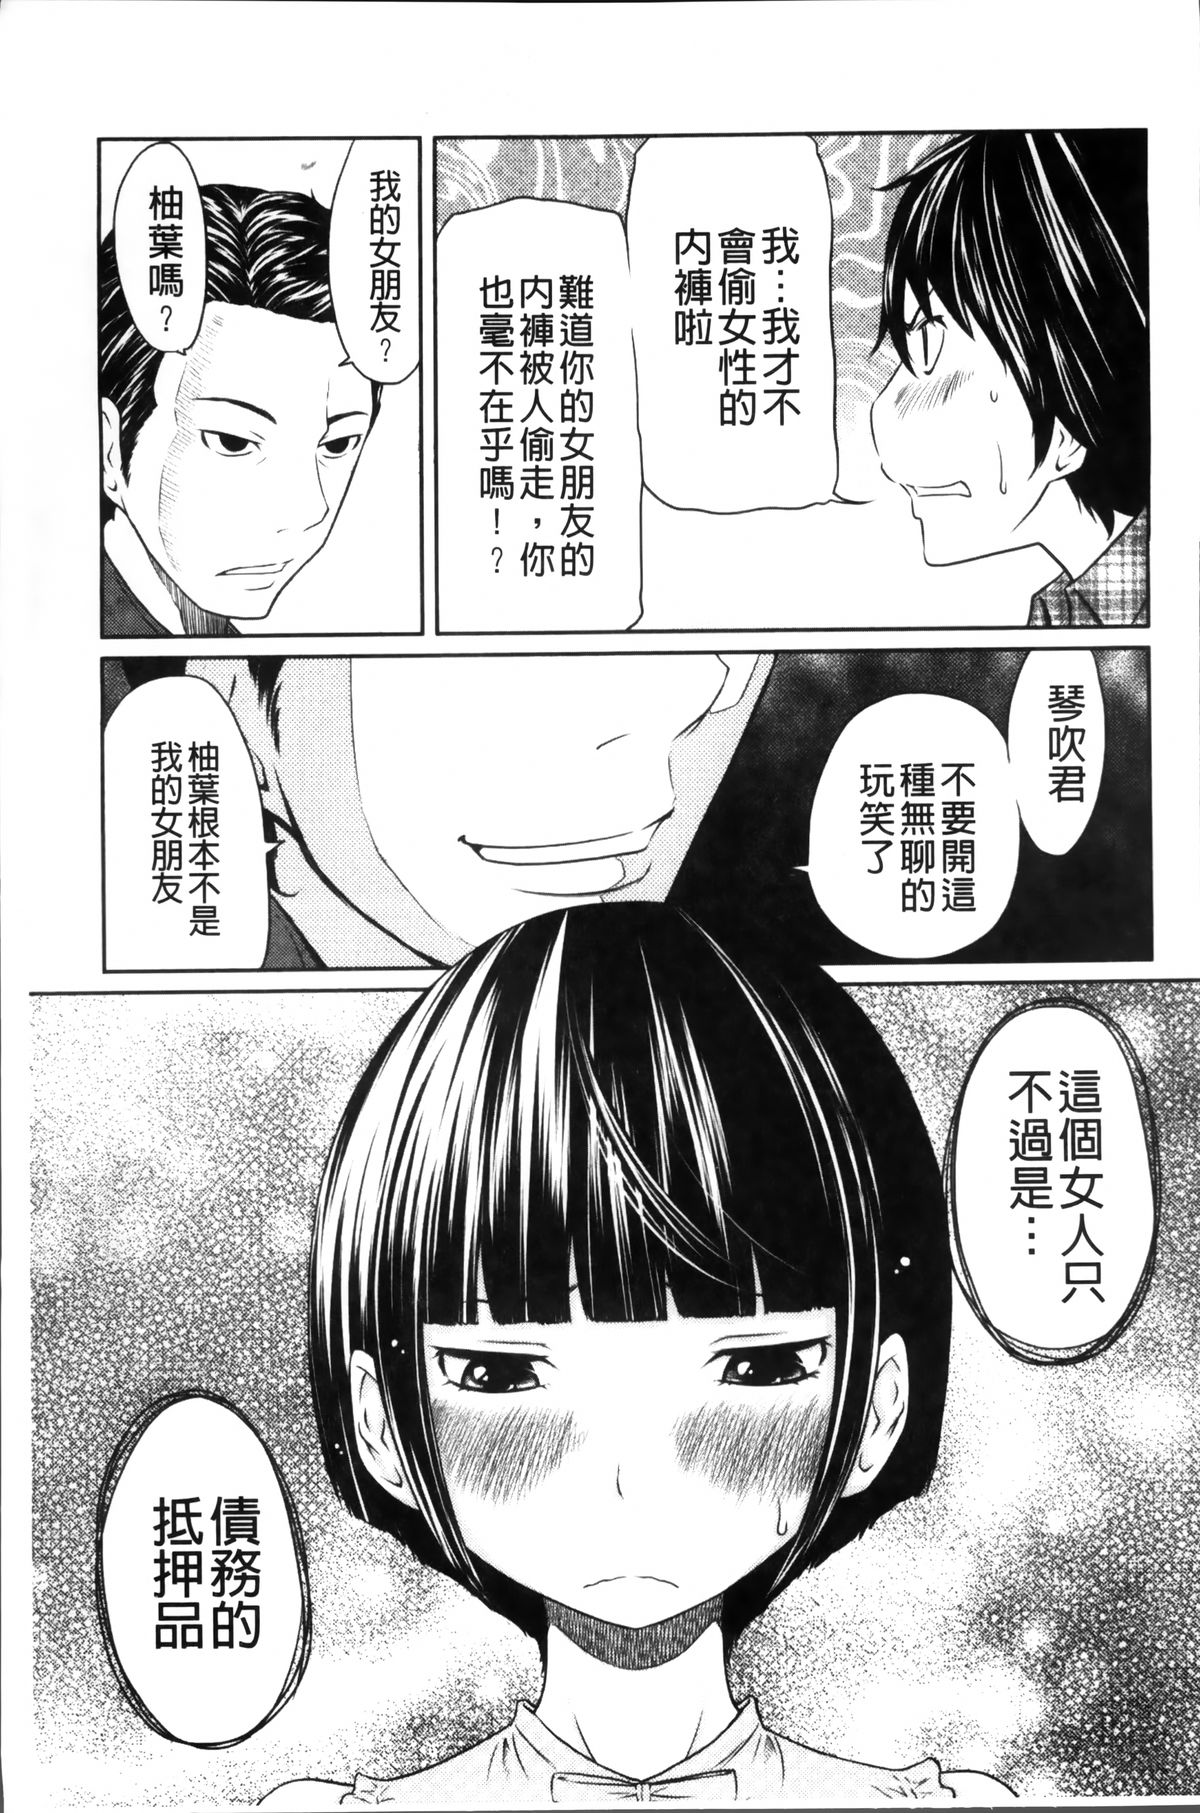 我…我才不
會偷女性的
內褲啦
難道你的女朋友的
內褲被人偷走，你
也毫不在乎嗎！？
我的女朋友？
柚葉嗎？
琴吹君
不要開這
種無聊的
玩笑了
柚葉根本不是
我的女朋友
這個女人只
不過是…
債務的
抵押品